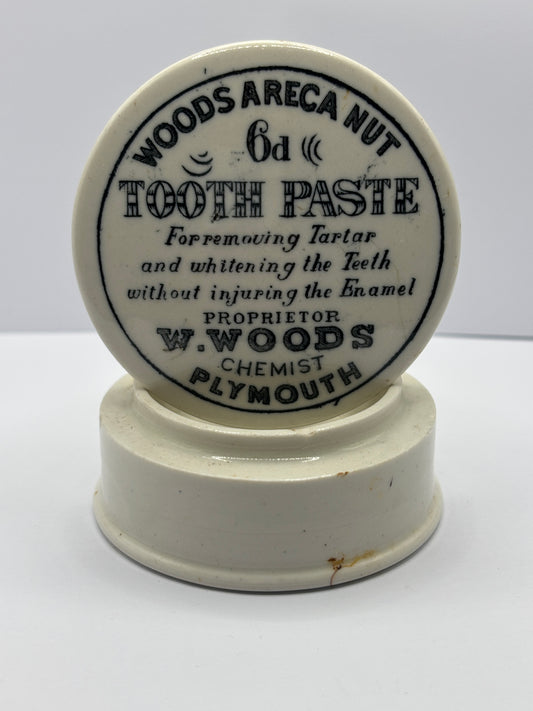 WOODS ARECA NUT
6d
TOOTH PASTE
For removing Tartar
and whitening the Teeth
without injuring the Enamel
PROPRIETOR
W.WOODS
CHEMIST
PLYMOUTH